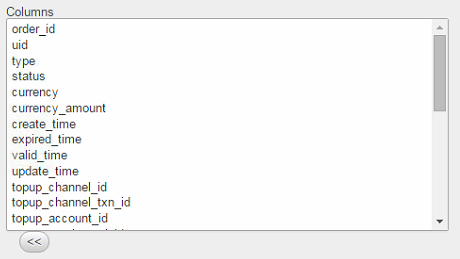 Columns
order_id
uid
type
status
currency
currency_amount
create_time
expired_time
valid_time
update_time
topup_channel_id
topup_channel_txn_id
topup_account_id
<<